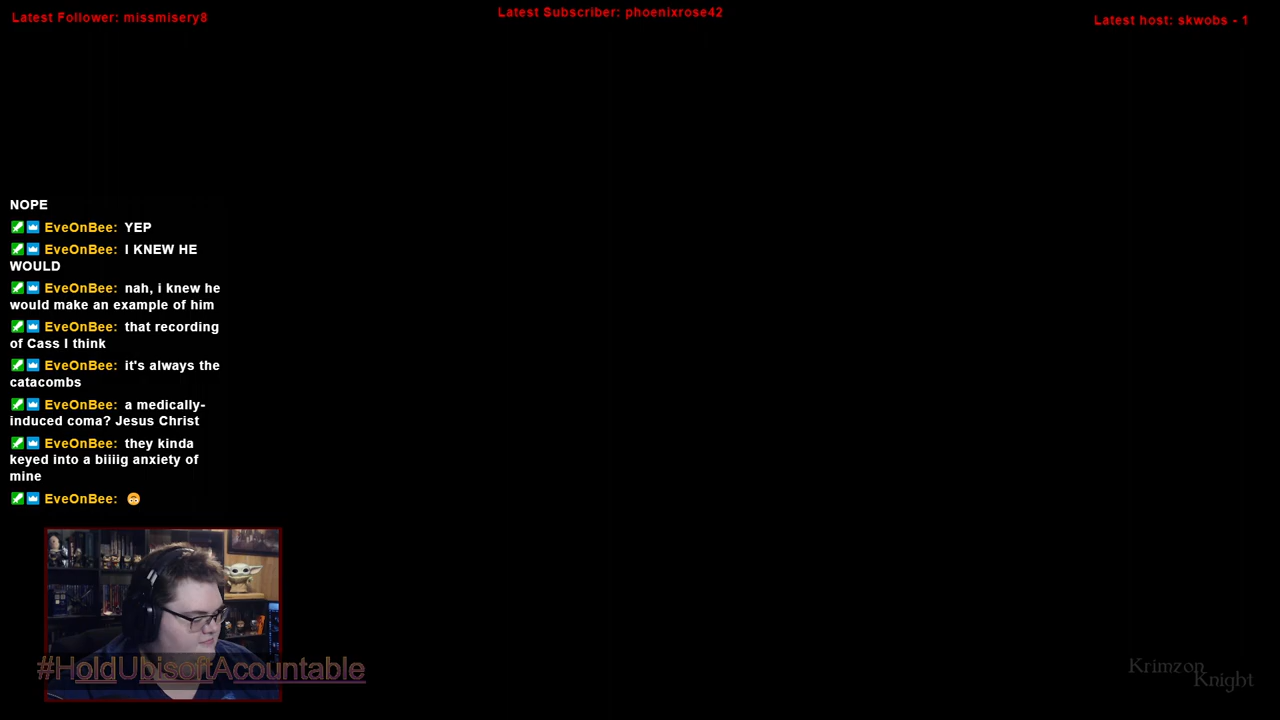 Latest Follower: missmisery8
Latest Subscriber: phoenixrose42
Latest host: skwobs - 1
NOPE
EveOnBee: YEP
EveOnBee: I KNEW HE
WOULD
EveOnBee: nah, i knew he
would make an example of him
EveOnBee: that recording
of Cass I think
EveOnBee: it's always the
catacombs
EveOnBee: a medically-
induced coma? Jesus Christ
EveOnBee: they kinda
keyed into a biiiig anxiety of
mine
EveOnBee: 🙃
#HoldUbisoftAcountable
Krimzon
Knight